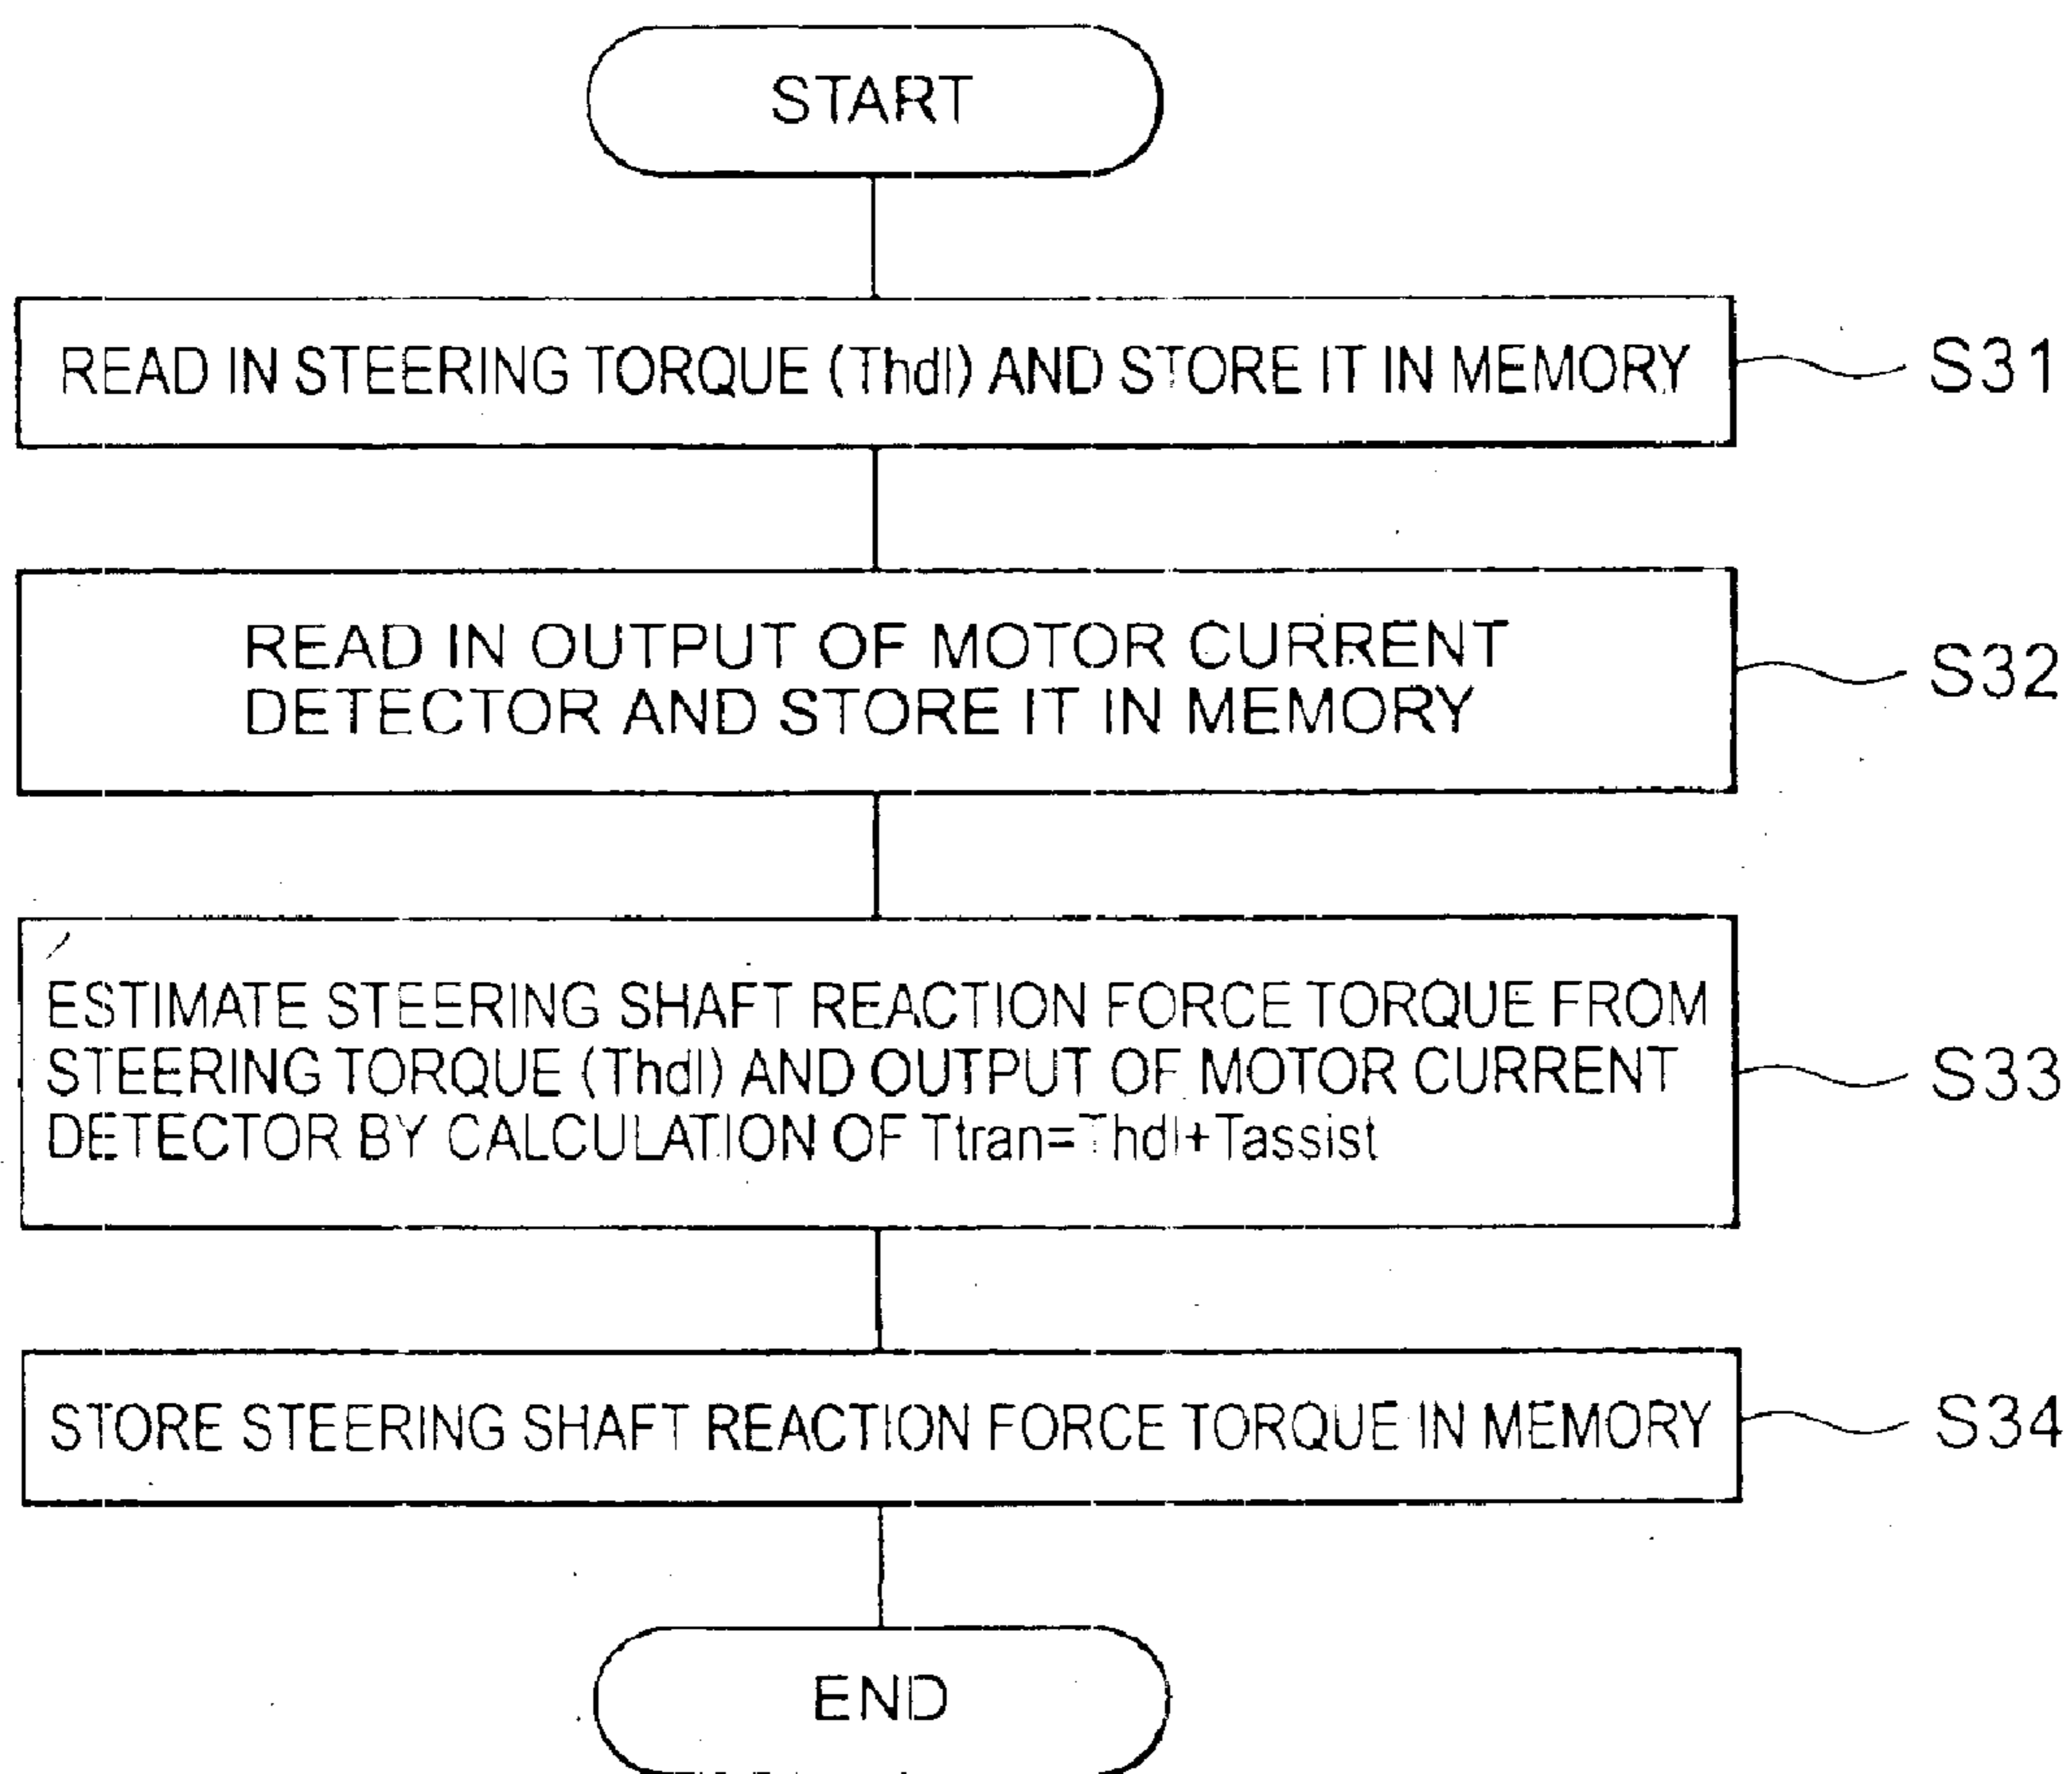 START
READ IN STEERING TORQUE (Thdl) AND STORE IT IN MEMORY
S31
READ IN OUTPUT OF MOTOR CURRENT
DETECTOR AND STORE IT IN MEMORY
S32
ESTIMATE STEERING SHAFT REACTION FORCE TORQUE FROM
STEERING TORQUE (Thdl) AND OUTPUT OF MOTOR CURRENT
DETECTOR BY CALCULATION OF Ttran=Thdl+Tassist
S33
STORE STEERING SHAFT REACTION FORCE TORQUE IN MEMORY
S34
END